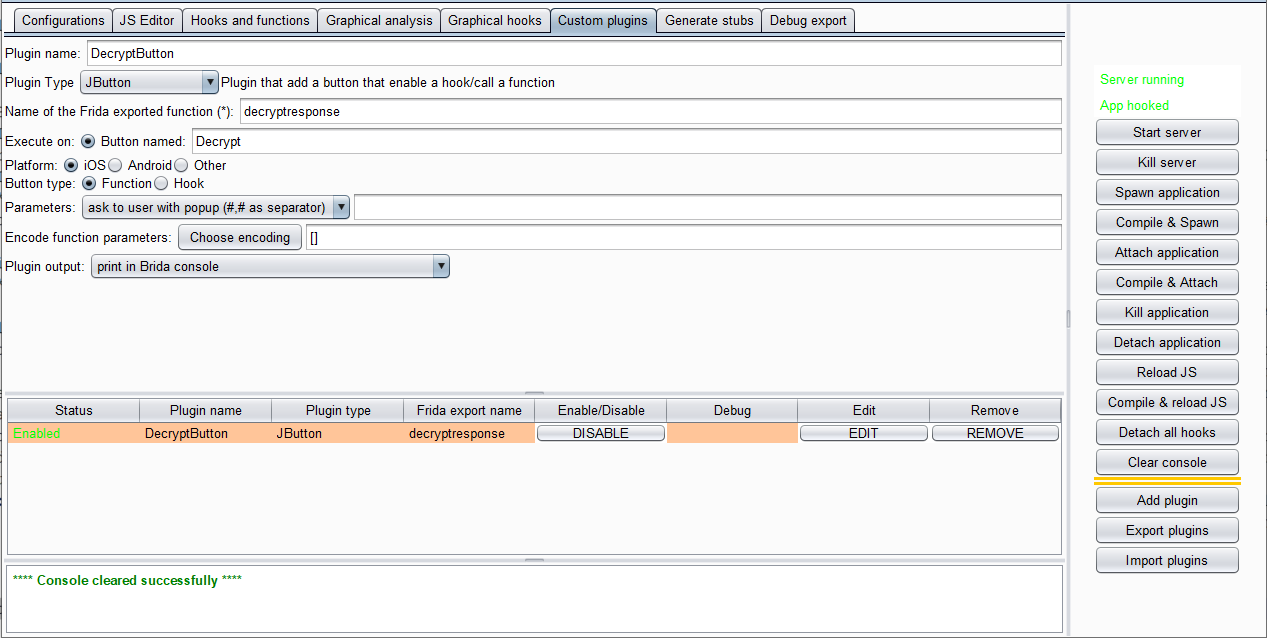 Configurations JS Editor Hooks and functions Graphical analysis Graphical hooks Custom plugins Generate stubs Debug export
Plugin name: DecryptButton
Plugin Type JButton Plugin that add a button that enable a hook/call a function
Name of the Frida exported function (*): decryptresponse
Execute on: Button named: Decrypt
Platform: iOS Android Other
Button type: Function Hook
Parameters: ask to user with popup (#,# as separator)
Encode function parameters: Choose encoding []
Plugin output: print in Brida console
Status Plugin name Plugin type Frida export name Enable/Disable Debug Edit Remove
Enabled DecryptButton JButton decryptresponse DISABLE EDIT REMOVE
**** Console cleared successfully ****
Server running
App hooked
Start server
Kill server
Spawn application
Compile & Spawn
Attach application
Compile & Attach
Kill application
Detach application
Reload JS
Compile & reload JS
Detach all hooks
Clear console
Add plugin
Export plugins
Import plugins